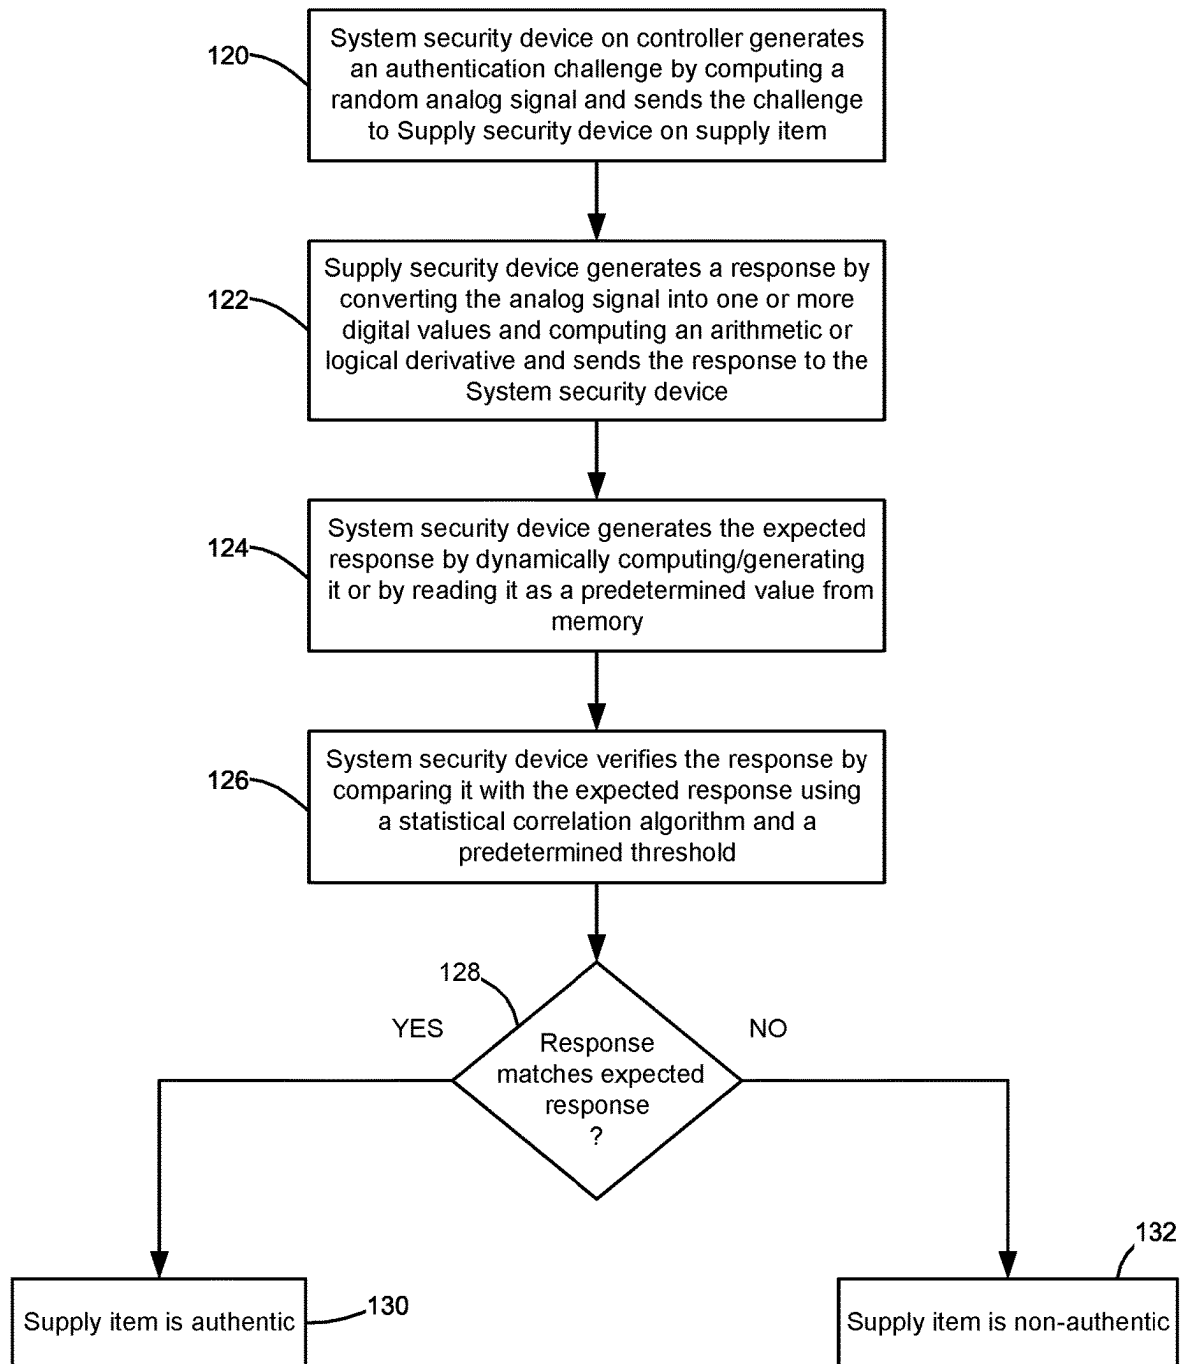 120
System security device on controller generates
an authentication challenge by computing a
random analog signal and sends the challenge
to Supply security device on supply item
122
Supply security device generates a response by
converting the analog signal into one or more
digital values and computing an arithmetic or
logical derivative and sends the response to the
System security device
124
System security device generates the expected
response by dynamically computing/generating
it or by reading it as a predetermined value from
memory
126
System security device verifies the response by
comparing it with the expected response using
a statistical correlation algorithm and a
predetermined threshold
128
YES
NO
Response
matches expected
response
?
132
130
Supply item is authentic
Supply item is non-authentic